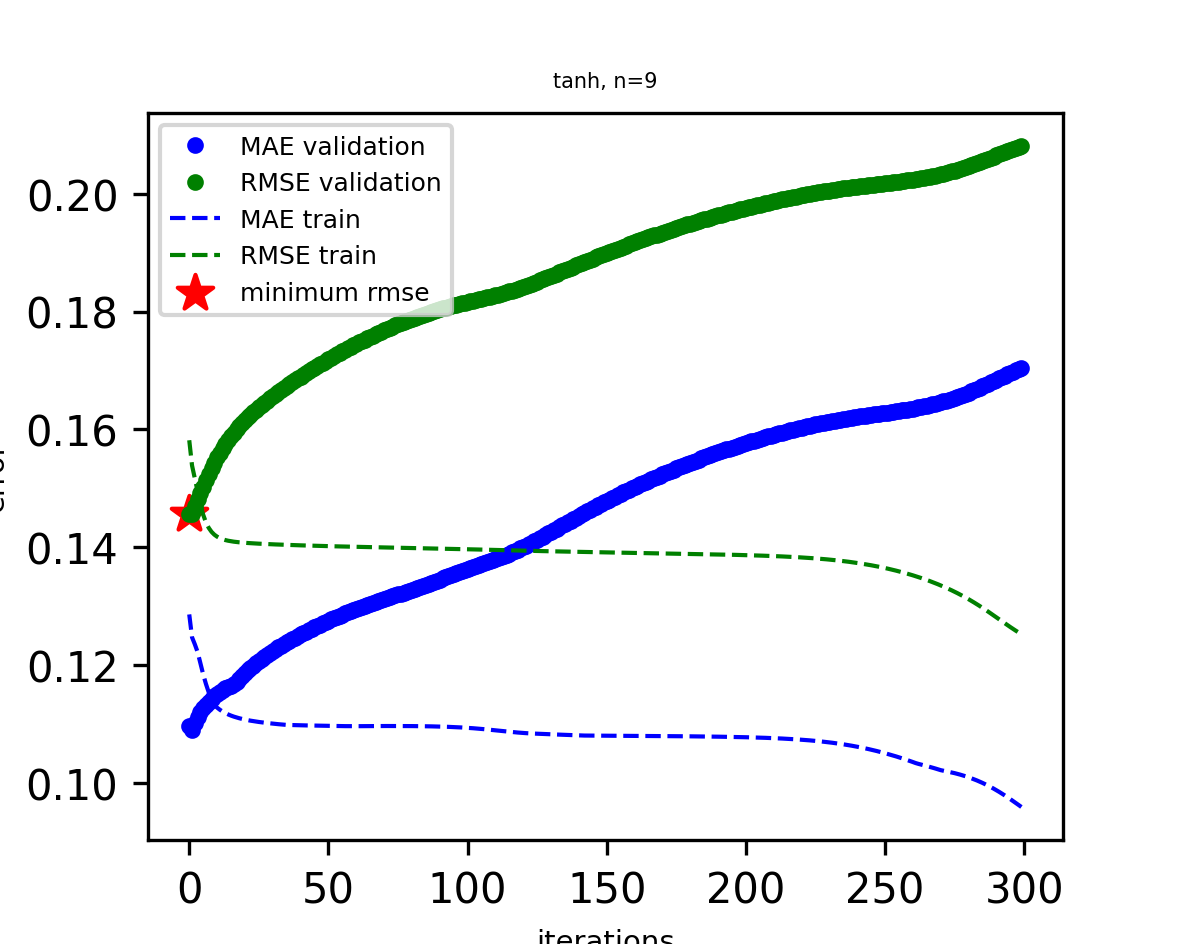 tanh, n=9
MAE validation
RMSE validation
MAE train
RMSE train
minimum rmse
0.20
0.18
0.16
0.14
0.12
0.10
0 50 100 150 200 250 300
iterations